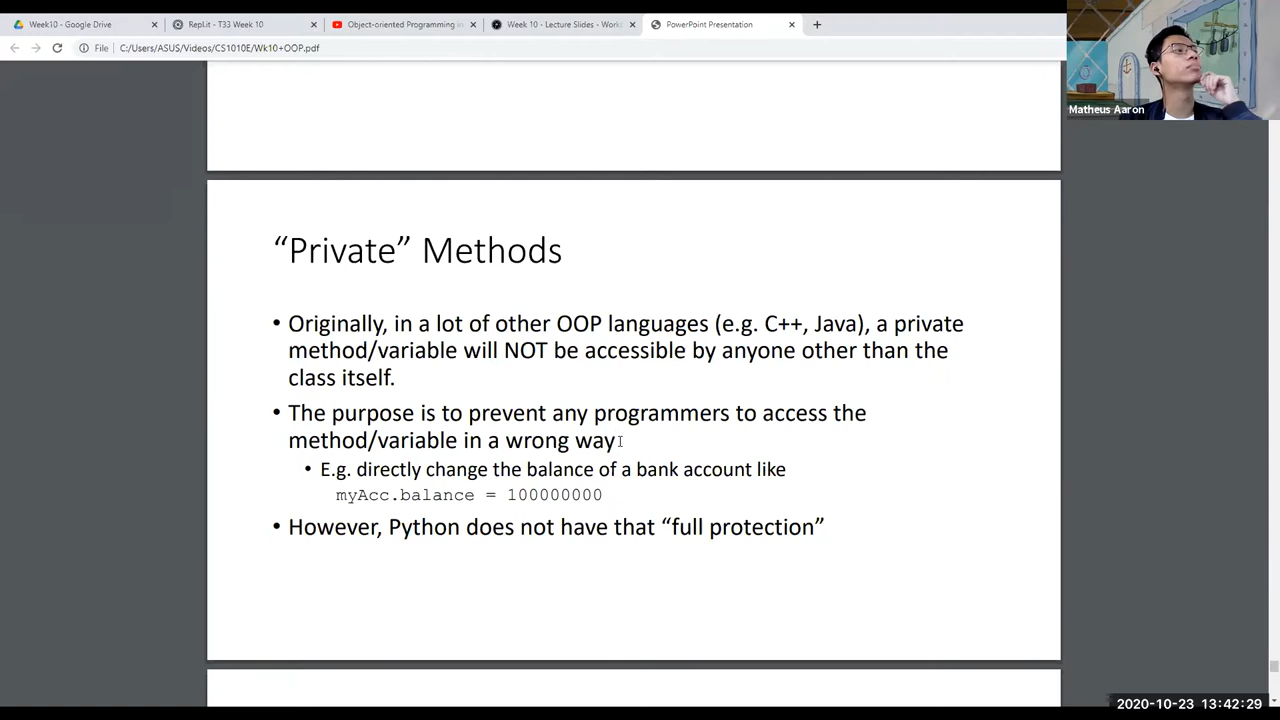 Week10 - Google Drive
Repl.it - T33 Week 10
Object-oriented Programming in
Week 10 - Lecture Slides - Workb
PowerPoint Presentation
File
C:/Users/ASUS/Videos/CS1010E/Wk10+OOP.pdf
Matheus Aaron
“Private” Methods
• Originally, in a lot of other OOP languages (e.g. C++, Java), a private
method/variable will NOT be accessible by anyone other than the
class itself.
• The purpose is to prevent any programmers to access the
method/variable in a wrong way
• E.g. directly change the balance of a bank account like
myAcc.balance = 100000000
• However, Python does not have that “full protection”
2020-10-23 13:42:29